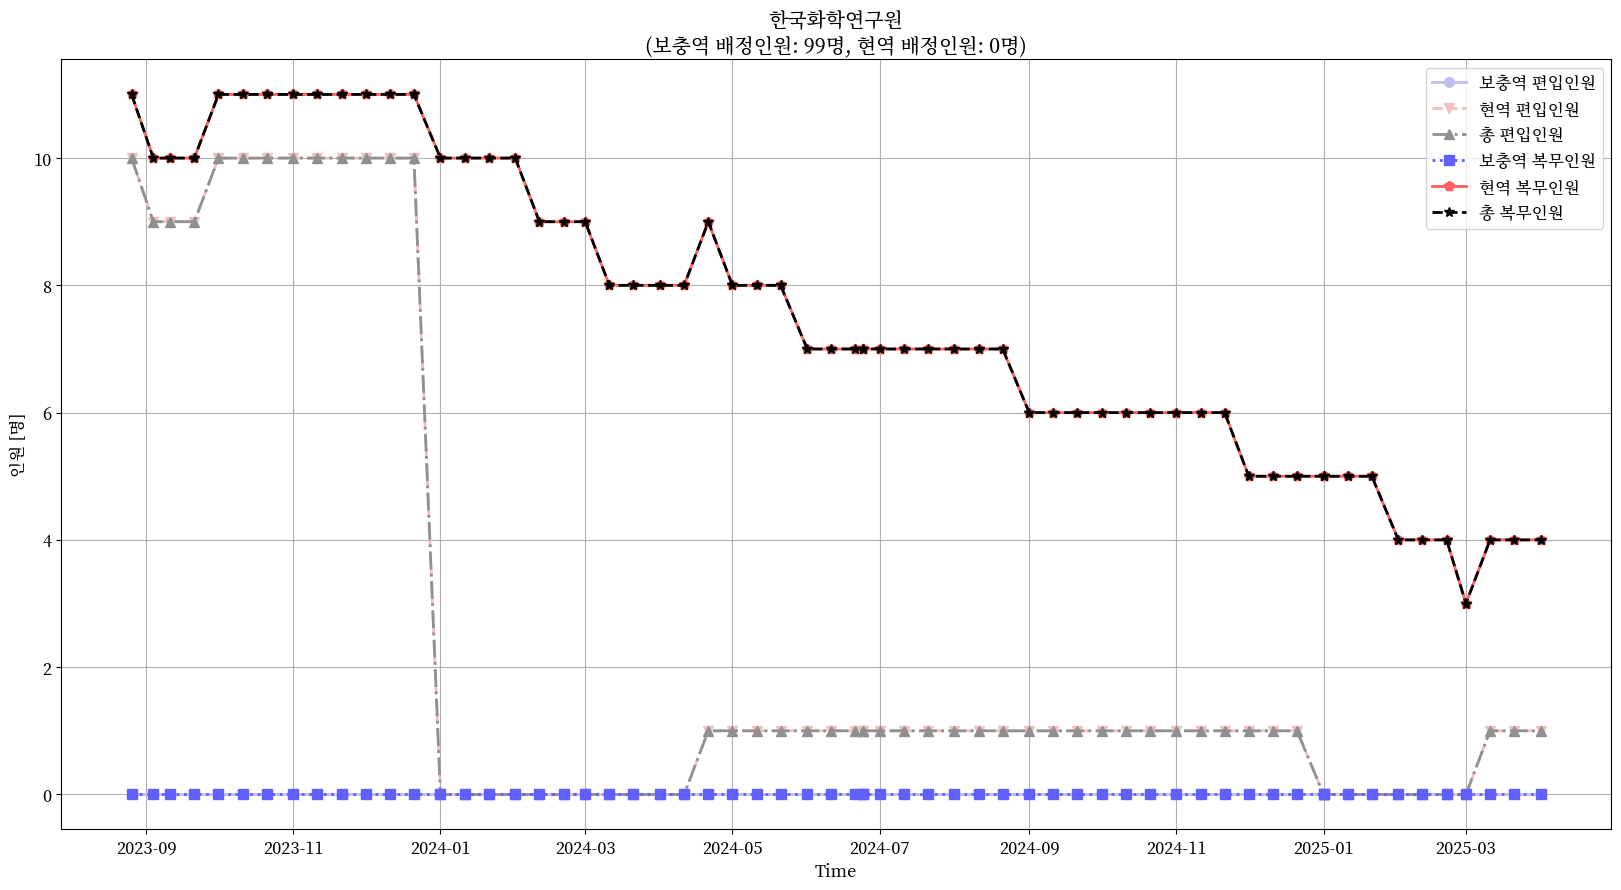 한국화학연구원
(보충역 배정인원: 99명, 현역 배정인원: 0명)
보충역 편입인원
현역 편입인원
총 편입인원
보충역 복무인원
현역 복무인원
총 복무인원
인원 [명]
10
8
6
4
2
0
2023-09
2023-11
2024-01
2024-03
2024-05
2024-07
2024-09
2024-11
2025-01
2025-03
Time